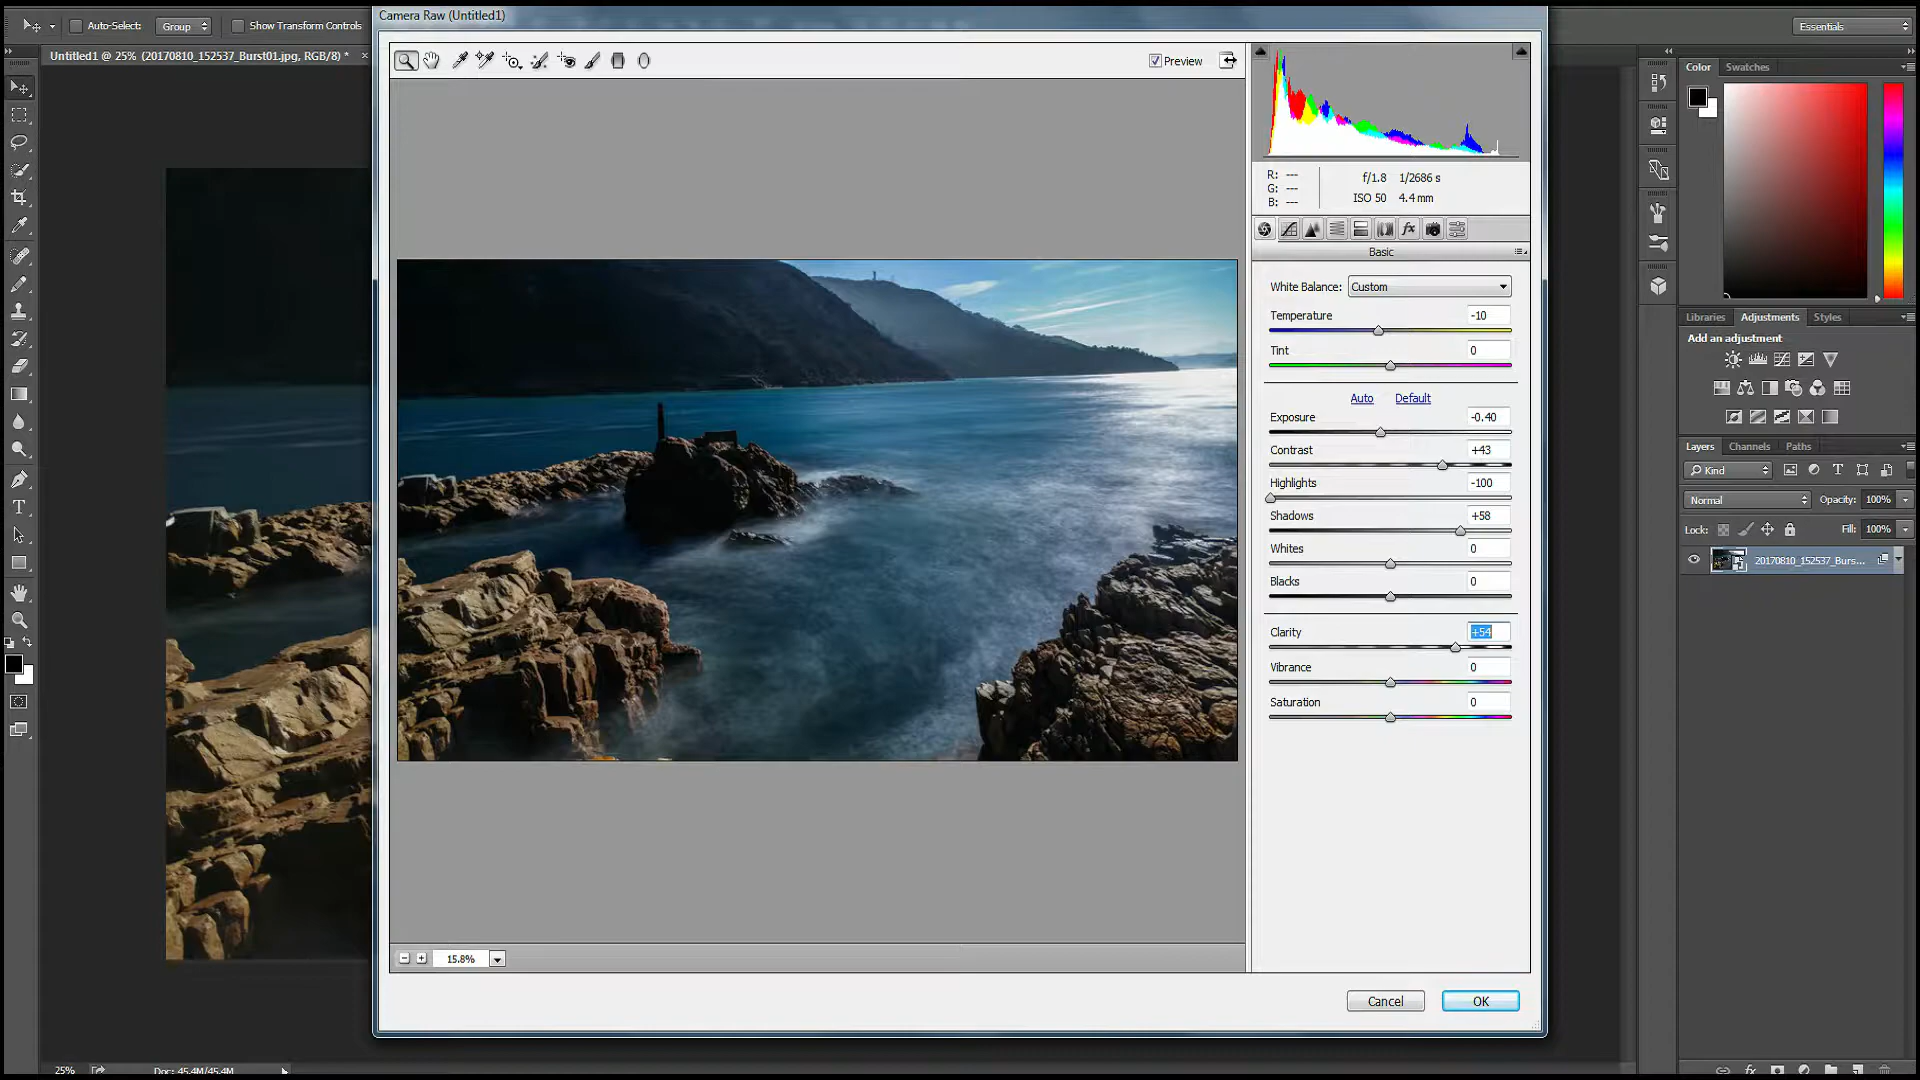 Camera Raw (Untitled1)
Auto-Select:
Group
Show Transform Controls
Essentials
Untitled1 @ 25% (20170810_152537_Burst01.jpg, RGB/8) *
Preview
R: ---
G: ---
B: ---
f/1.8 1/2686 s
ISO 50 4.4 mm
Basic
White Balance: Custom
Temperature -10
Tint 0
Auto Default
Exposure -0.40
Contrast +43
Highlights -100
Shadows +58
Whites 0
Blacks 0
Clarity +54
Vibrance 0
Saturation 0
15.8%
Cancel
OK
Color Swatches
Libraries Adjustments Styles
Add an adjustment
Layers Channels Paths
Kind
Normal
Opacity: 100%
Lock:
Fill: 100%
20170810_152537_Burs...
25%
Doc: 45.4M/45.4M